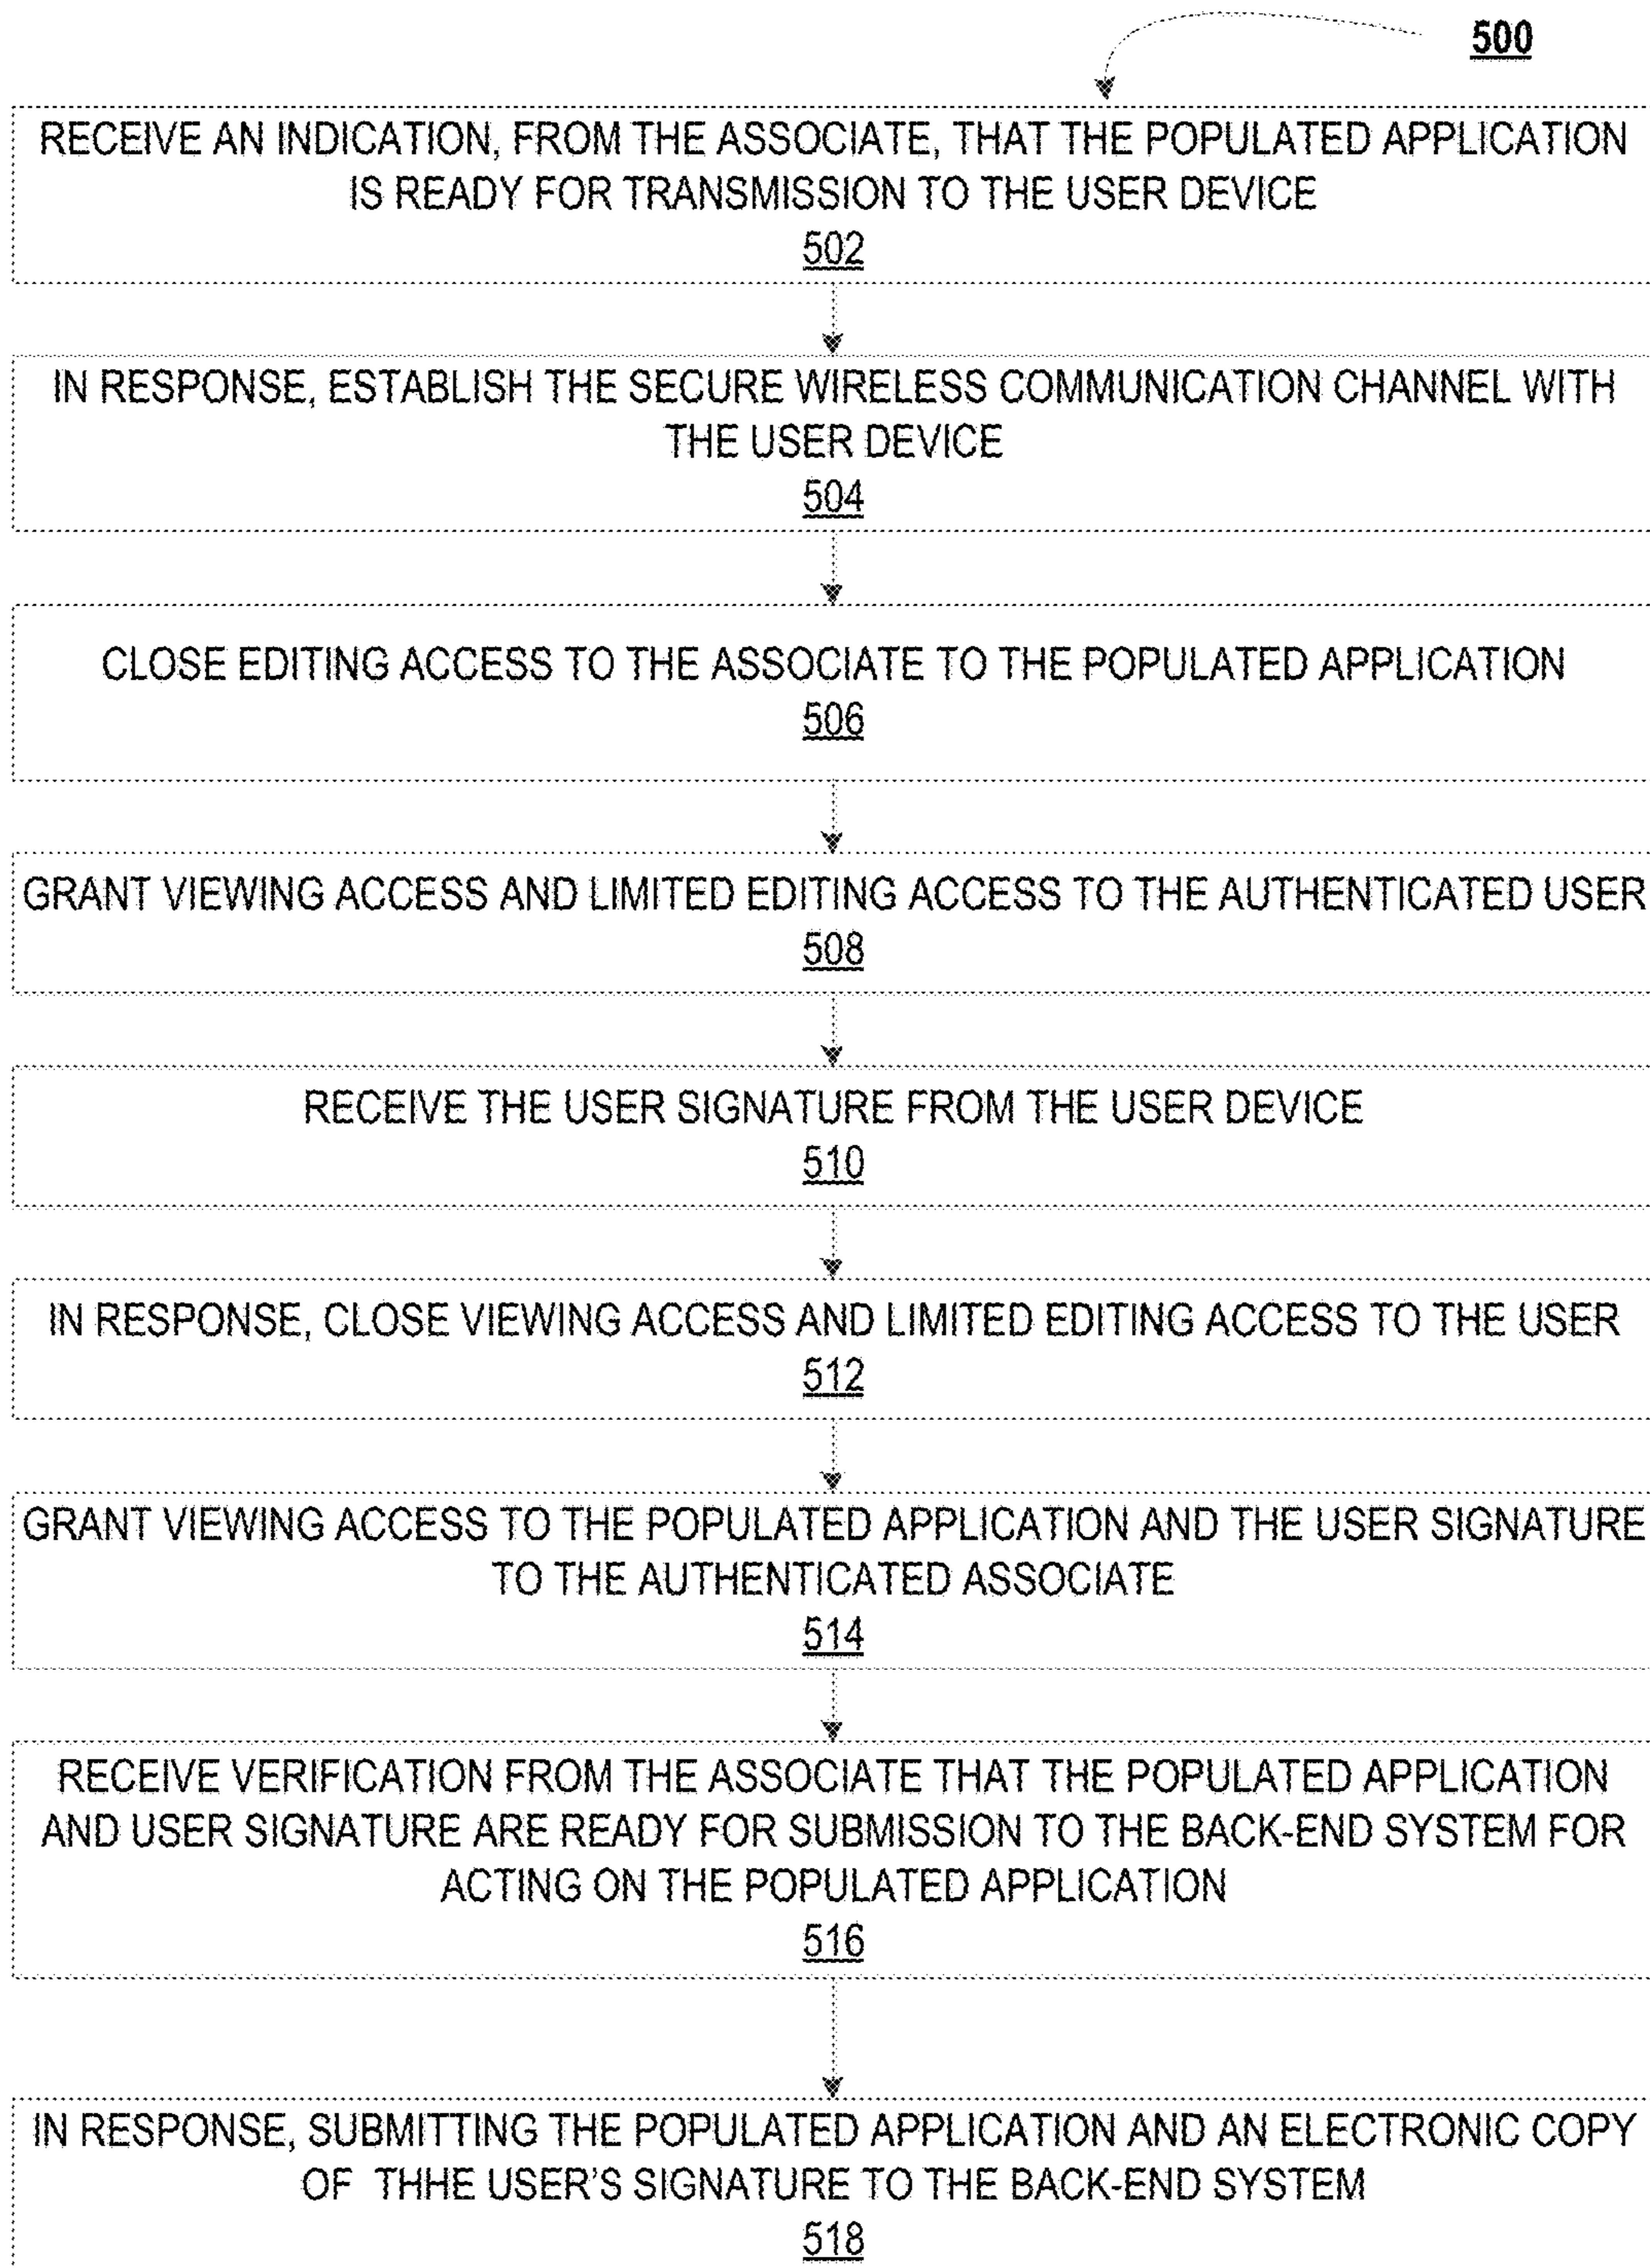 500
RECEIVE AN INDICATION, FROM THE ASSOCIATE, THAT THE POPULATED APPLICATION
IS READY FOR TRANSMISSION TO THE USER DEVICE
502
IN RESPONSE, ESTABLISH THE SECURE WIRELESS COMMUNICATION CHANNEL WITH
THE USER DEVICE
504
CLOSE EDITING ACCESS TO THE ASSOCIATE TO THE POPULATED APPLICATION
506
GRANT VIEWING ACCESS AND LIMITED EDITING ACCESS TO THE AUTHENTICATED USER
508
RECEIVE THE USER SIGNATURE FROM THE USER DEVICE
510
IN RESPONSE, CLOSE VIEWING ACCESS AND LIMITED EDITING ACCESS TO THE USER
512
GRANT VIEWING ACCESS TO THE POPULATED APPLICATION AND THE USER SIGNATURE
TO THE AUTHENTICATED ASSOCIATE
514
RECEIVE VERIFICATION FROM THE ASSOCIATE THAT THE POPULATED APPLICATION
AND USER SIGNATURE ARE READY FOR SUBMISSION TO THE BACK-END SYSTEM FOR
ACTING ON THE POPULATED APPLICATION
516
IN RESPONSE, SUBMITTING THE POPULATED APPLICATION AND AN ELECTRONIC COPY
OF THHE USER'S SIGNATURE TO THE BACK-END SYSTEM
518